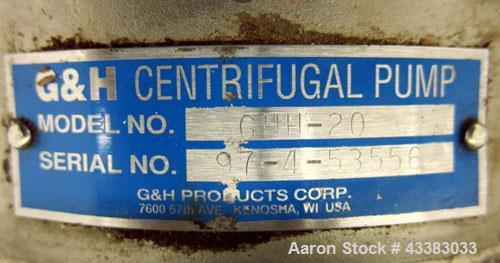 G&H CENTRIFUGAL PUMP
MODEL NO. GHH-20
SERIAL NO. 97-4-53556
G&H PRODUCTS CORP.
7600 57th AVE. KENOSHA, WI USA
Aaron Stock # 43383033